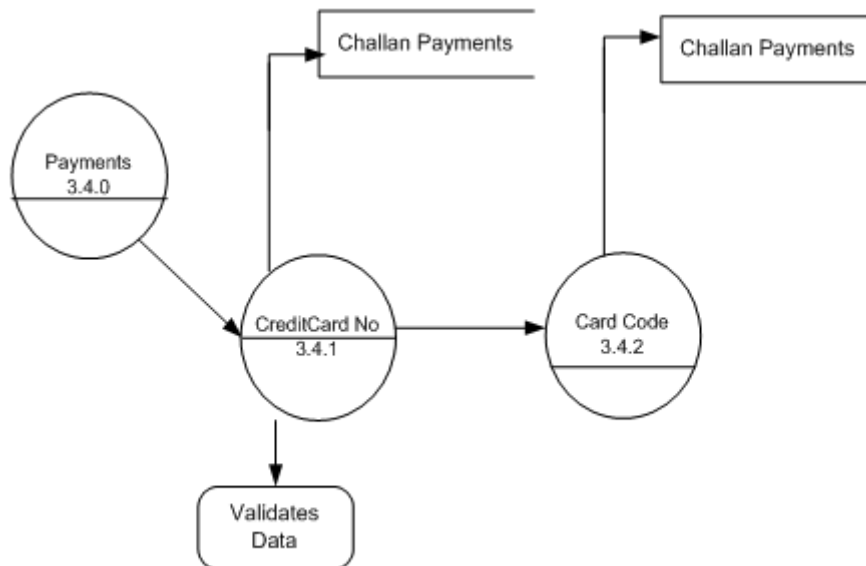 Challan Payments
Challan Payments
Payments
3.4.0
CreditCard No
3.4.1
Card Code
3.4.2
Validates
Data